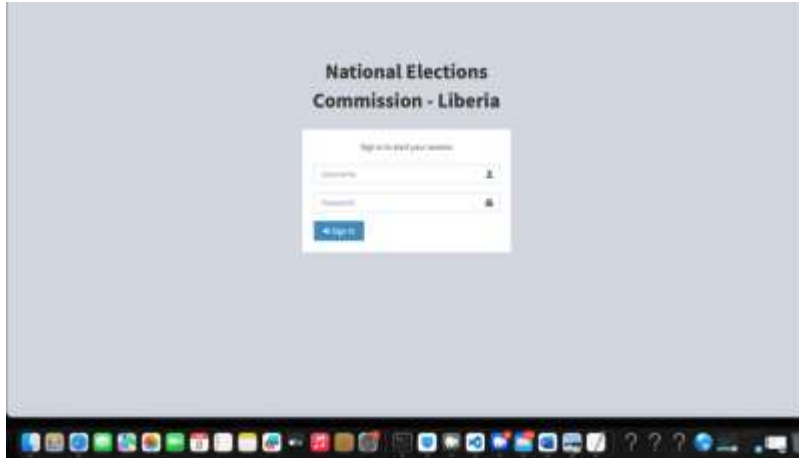 National Elections
Commission - Liberia
Sign in to start your session
Username
Password
Sign In